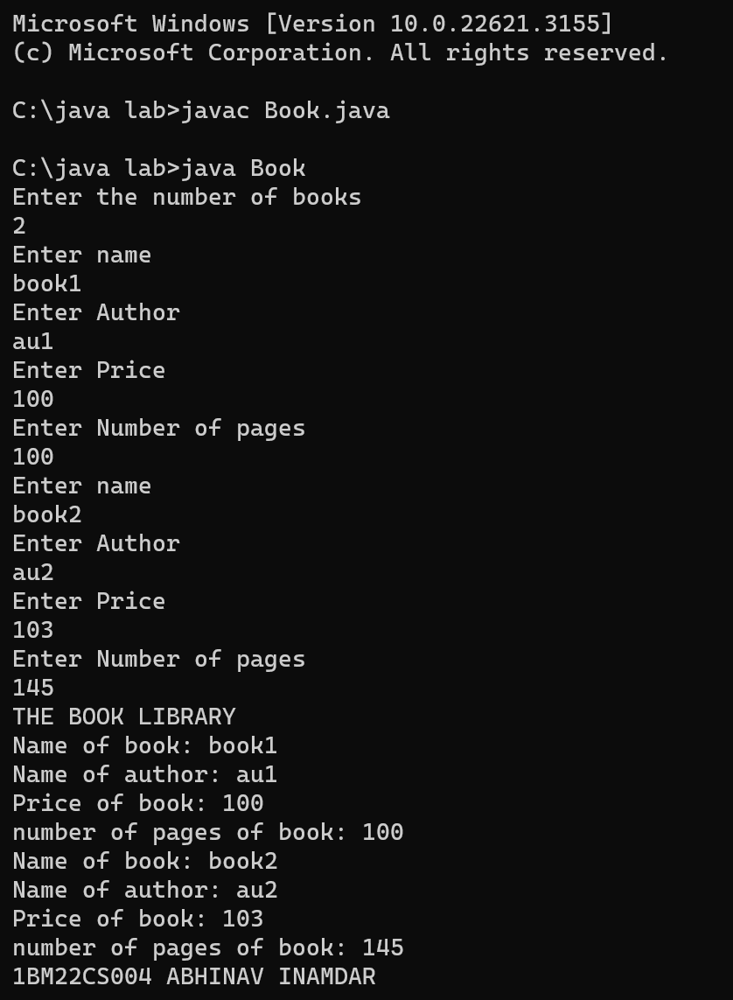 Microsoft Windows [Version 10.0.22621.3155]
(c) Microsoft Corporation. All rights reserved.
C:\java lab>javac Book.java
C:\java lab>java Book
Enter the number of books
2
Enter name
book1
Enter Author
au1
Enter Price
100
Enter Number of pages
100
Enter name
book2
Enter Author
au2
Enter Price
103
Enter Number of pages
145
THE BOOK LIBRARY
Name of book: book1
Name of author: au1
Price of book: 100
number of pages of book: 100
Name of book: book2
Name of author: au2
Price of book: 103
number of pages of book: 145
1BM22CS004 ABHINAV INAMDAR